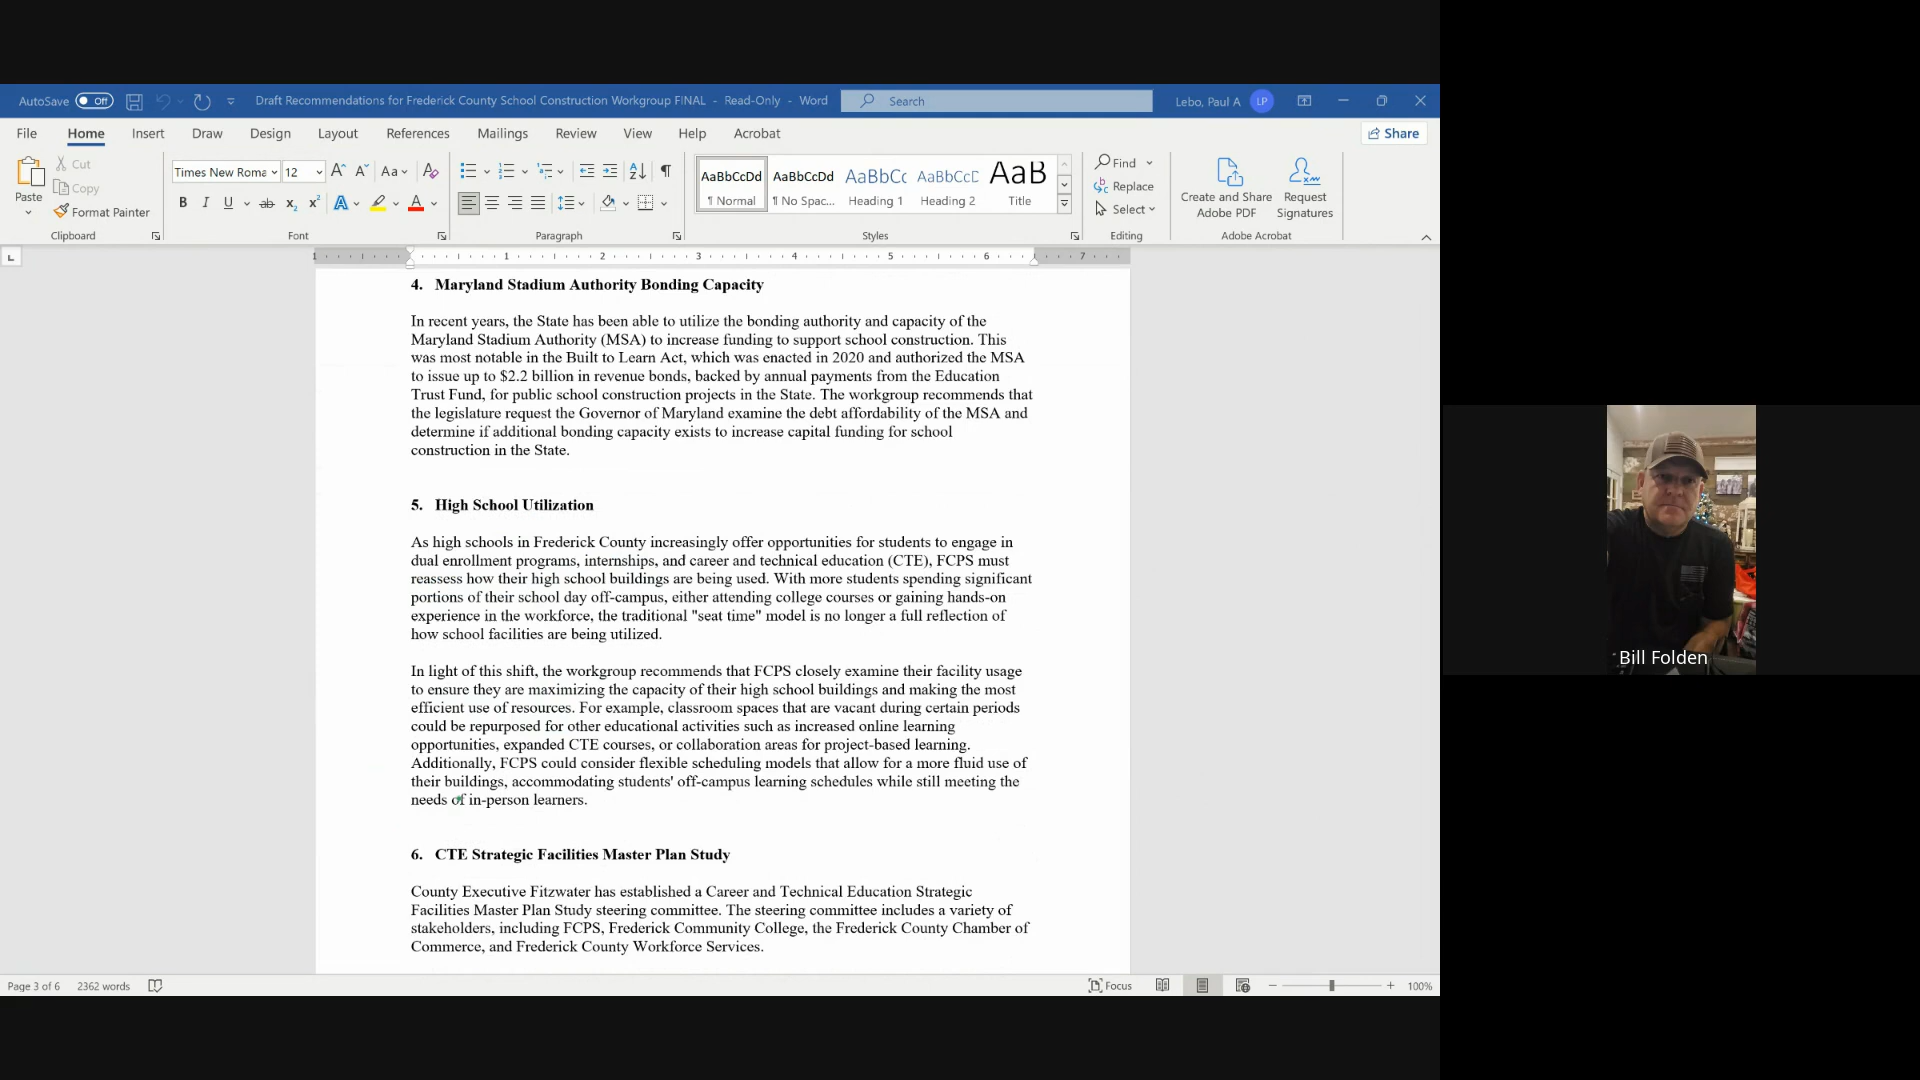 AutoSave Off Draft Recommendations for Frederick County School Construction Workgroup FINAL - Read-Only - Word Search Lebo, Paul A LP
File Home Insert Draw Design Layout References Mailings Review View Help Acrobat Share
Paste Cut Copy Format Painter
Times New Roma 12 Aa
B I U ab x2 x2 A A
AaBbCcDd AaBbCcDd AaBbCc AaBbCcD AaB
¶ Normal ¶ No Spac... Heading 1 Heading 2 Title
Find
Replace
Select
Create and Share Adobe PDF
Request Signatures
Clipboard Font Paragraph Styles Editing Adobe Acrobat
1 1 2 3 4 5 6 7
4. Maryland Stadium Authority Bonding Capacity
In recent years, the State has been able to utilize the bonding authority and capacity of the
Maryland Stadium Authority (MSA) to increase funding to support school construction. This
was most notable in the Built to Learn Act, which was enacted in 2020 and authorized the MSA
to issue up to $2.2 billion in revenue bonds, backed by annual payments from the Education
Trust Fund, for public school construction projects in the State. The workgroup recommends that
the legislature request the Governor of Maryland examine the debt affordability of the MSA and
determine if additional bonding capacity exists to increase capital funding for school
construction in the State.
5. High School Utilization
As high schools in Frederick County increasingly offer opportunities for students to engage in
dual enrollment programs, internships, and career and technical education (CTE), FCPS must
reassess how their high school buildings are being used. With more students spending significant
portions of their school day off-campus, either attending college courses or gaining hands-on
experience in the workforce, the traditional "seat time" model is no longer a full reflection of
how school facilities are being utilized.
In light of this shift, the workgroup recommends that FCPS closely examine their facility usage
to ensure they are maximizing the capacity of their high school buildings and making the most
efficient use of resources. For example, classroom spaces that are vacant during certain periods
could be repurposed for other educational activities such as increased online learning
opportunities, expanded CTE courses, or collaboration areas for project-based learning.
Additionally, FCPS could consider flexible scheduling models that allow for a more fluid use of
their buildings, accommodating students' off-campus learning schedules while still meeting the
needs of in-person learners.
6. CTE Strategic Facilities Master Plan Study
County Executive Fitzwater has established a Career and Technical Education Strategic
Facilities Master Plan Study steering committee. The steering committee includes a variety of
stakeholders, including FCPS, Frederick Community College, the Frederick County Chamber of
Commerce, and Frederick County Workforce Services.
Page 3 of 6 2362 words Focus 100%
Bill Folden